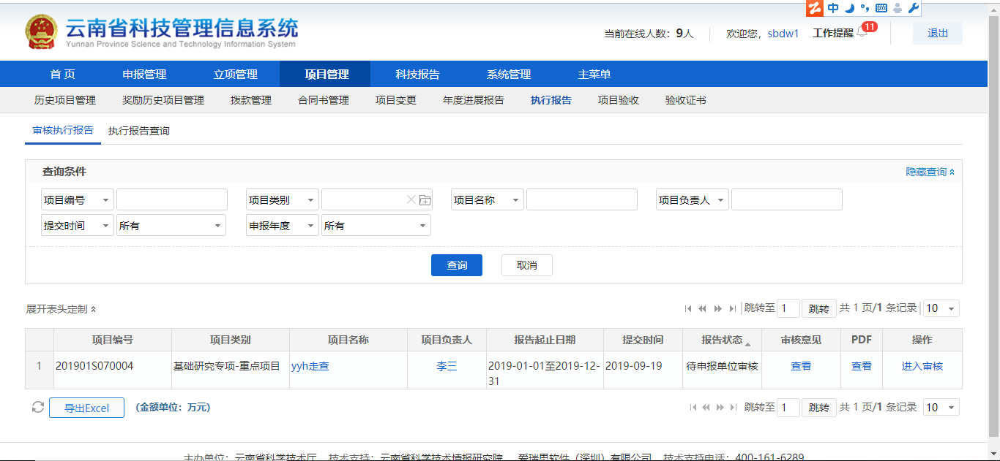 中
云南省科技管理信息系统
Yunnan Province Science and Technology Information System
当前在线人数：9人 欢迎您，sbdw1 工作提醒 11 退出
首页 申报管理 立项管理 项目管理 科技报告 系统管理 主菜单
历史项目管理 奖励历史项目管理 拨款管理 合同书管理 项目变更 年度进展报告 执行报告 项目验收 验收证书
审核执行报告 执行报告查询
查询条件 隐藏查询
项目编号 项目类别 项目名称 项目负责人
提交时间 所有 申报年度 所有
查询 取消
展开表头定制 跳转至 1 跳转 共 1 页/1 条记录 10
项目编号 项目类别 项目名称 项目负责人 报告起止日期 提交时间 报告状态 审核意见 PDF 操作
1 201901S070004 基础研究专项-重点项目 yyh走查 李三 2019-01-01至2019-12-31 2019-09-19 待申报单位审核 查看 查看 进入审核
导出Excel （金额单位：万元） 跳转至 1 跳转 共 1 页/1 条记录 10
主办单位：云南省科学技术厅 技术支持：云南省科学技术情报研究院 爱瑞思软件（深圳）有限公司 技术支持电话：400-161-6289